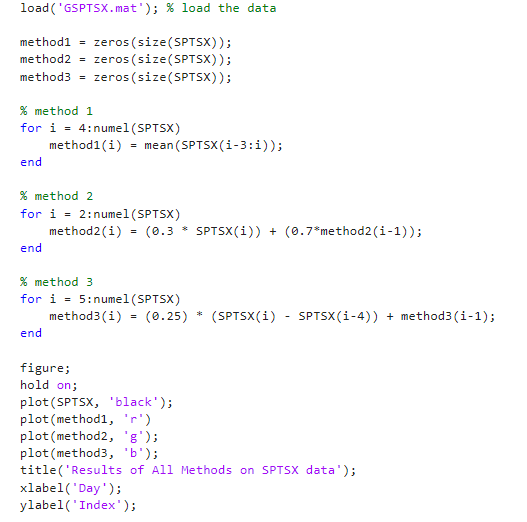 load('GSPTSX.mat'); % load the data
method1 = zeros(size(SPTSX));
method2 = zeros(size(SPTSX));
method3 = zeros(size(SPTSX));
% method 1
for i = 4:numel(SPTSX)
    method1(i) = mean(SPTSX(i-3:i));
end
% method 2
for i = 2:numel(SPTSX)
    method2(i) = (0.3 * SPTSX(i)) + (0.7*method2(i-1));
end
% method 3
for i = 5:numel(SPTSX)
    method3(i) = (0.25) * (SPTSX(i) - SPTSX(i-4)) + method3(i-1);
end
figure;
hold on;
plot(SPTSX, 'black');
plot(method1, 'r')
plot(method2, 'g');
plot(method3, 'b');
title('Results of All Methods on SPTSX data');
xlabel('Day');
ylabel('Index');